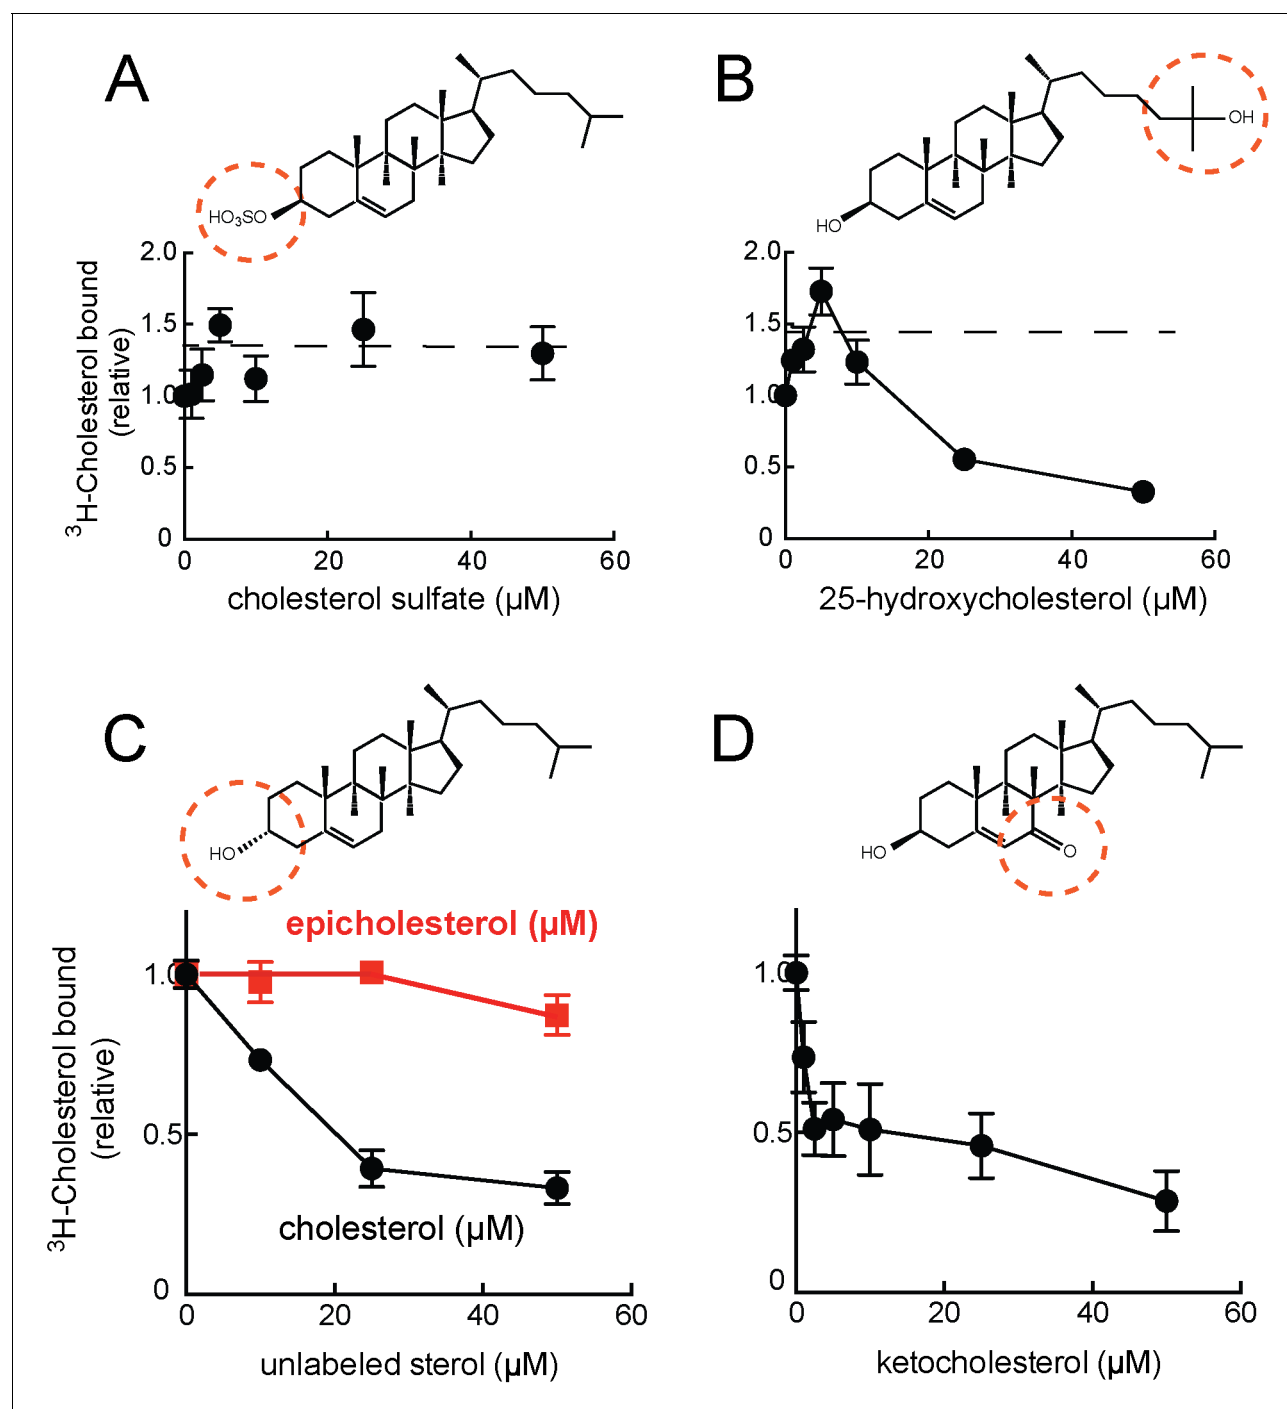 A
HO₃SO
³H-Cholesterol bound
(relative)
2.0
1.5
1.0
0.5
0
0 20 40 60
cholesterol sulfate (µM)
B
OH
HO
2.0
1.5
1.0
0.5
0
0 20 40 60
25-hydroxycholesterol (µM)
C
HO
epicholesterol (µM)
³H-Cholesterol bound
(relative)
1.0
0.5
0
cholesterol (µM)
0 20 40 60
unlabeled sterol (µM)
D
HO
O
1.0
0.5
0
0 20 40 60
ketocholesterol (µM)